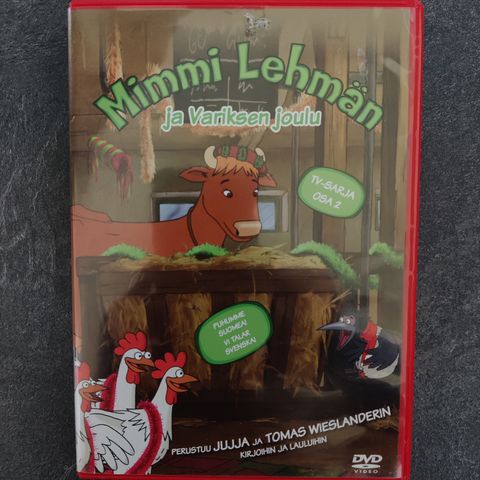 Mimmi Lehmän
ja Variksen joulu
TV-SARJA
OSA 2
PUHUMME
SUOMEA!
VI TALAR
SVENSKA!
PERUSTUU JUJJA JA TOMAS WIESLANDERIN
KIRJOIHIN JA LAULUIHIN
DVD
VIDEO